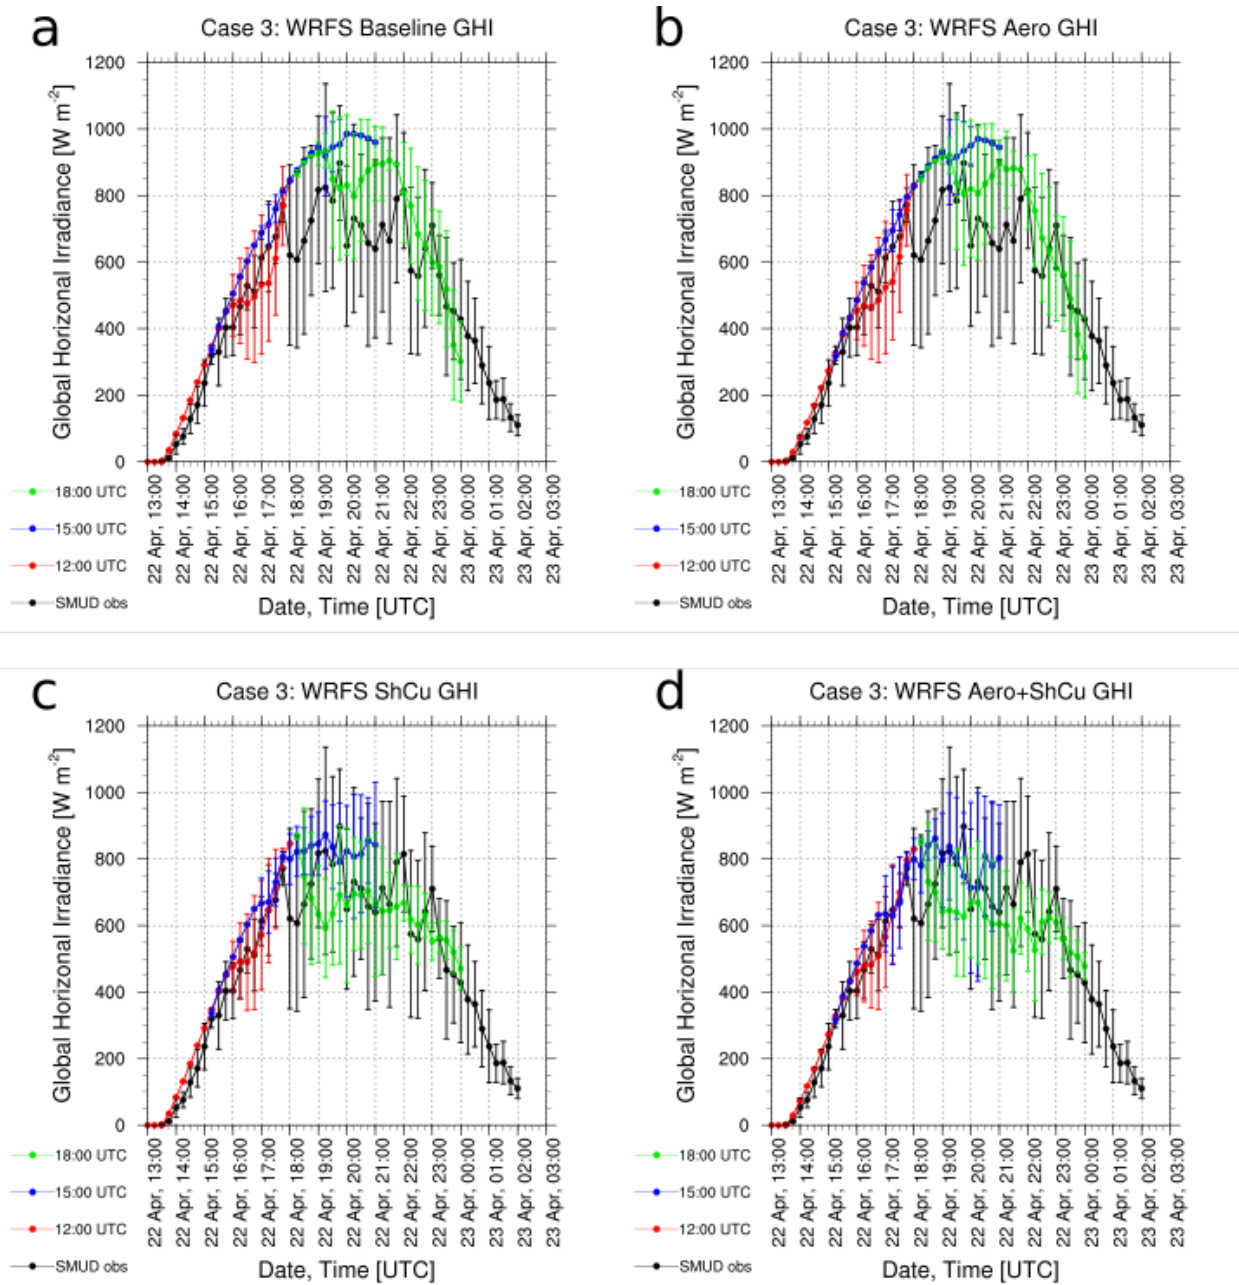 a
Case 3: WRFS Baseline GHI
Global Horizonal Irradiance [W m-2]
1200
1000
800
600
400
200
0
22 Apr, 13:00
22 Apr, 14:00
22 Apr, 15:00
22 Apr, 16:00
22 Apr, 17:00
22 Apr, 18:00
22 Apr, 19:00
22 Apr, 20:00
22 Apr, 21:00
22 Apr, 22:00
22 Apr, 23:00
23 Apr, 00:00
23 Apr, 01:00
23 Apr, 02:00
23 Apr, 03:00
18:00 UTC
15:00 UTC
12:00 UTC
SMUD obs
Date, Time [UTC]
b
Case 3: WRFS Aero GHI
Global Horizonal Irradiance [W m-2]
1200
1000
800
600
400
200
0
22 Apr, 13:00
22 Apr, 14:00
22 Apr, 15:00
22 Apr, 16:00
22 Apr, 17:00
22 Apr, 18:00
22 Apr, 19:00
22 Apr, 20:00
22 Apr, 21:00
22 Apr, 22:00
22 Apr, 23:00
23 Apr, 00:00
23 Apr, 01:00
23 Apr, 02:00
23 Apr, 03:00
18:00 UTC
15:00 UTC
12:00 UTC
SMUD obs
Date, Time [UTC]
c
Case 3: WRFS ShCu GHI
Global Horizonal Irradiance [W m-2]
1200
1000
800
600
400
200
0
22 Apr, 13:00
22 Apr, 14:00
22 Apr, 15:00
22 Apr, 16:00
22 Apr, 17:00
22 Apr, 18:00
22 Apr, 19:00
22 Apr, 20:00
22 Apr, 21:00
22 Apr, 22:00
22 Apr, 23:00
23 Apr, 00:00
23 Apr, 01:00
23 Apr, 02:00
23 Apr, 03:00
18:00 UTC
15:00 UTC
12:00 UTC
SMUD obs
Date, Time [UTC]
d
Case 3: WRFS Aero+ShCu GHI
Global Horizonal Irradiance [W m-2]
1200
1000
800
600
400
200
0
22 Apr, 13:00
22 Apr, 14:00
22 Apr, 15:00
22 Apr, 16:00
22 Apr, 17:00
22 Apr, 18:00
22 Apr, 19:00
22 Apr, 20:00
22 Apr, 21:00
22 Apr, 22:00
22 Apr, 23:00
23 Apr, 00:00
23 Apr, 01:00
23 Apr, 02:00
23 Apr, 03:00
18:00 UTC
15:00 UTC
12:00 UTC
SMUD obs
Date, Time [UTC]